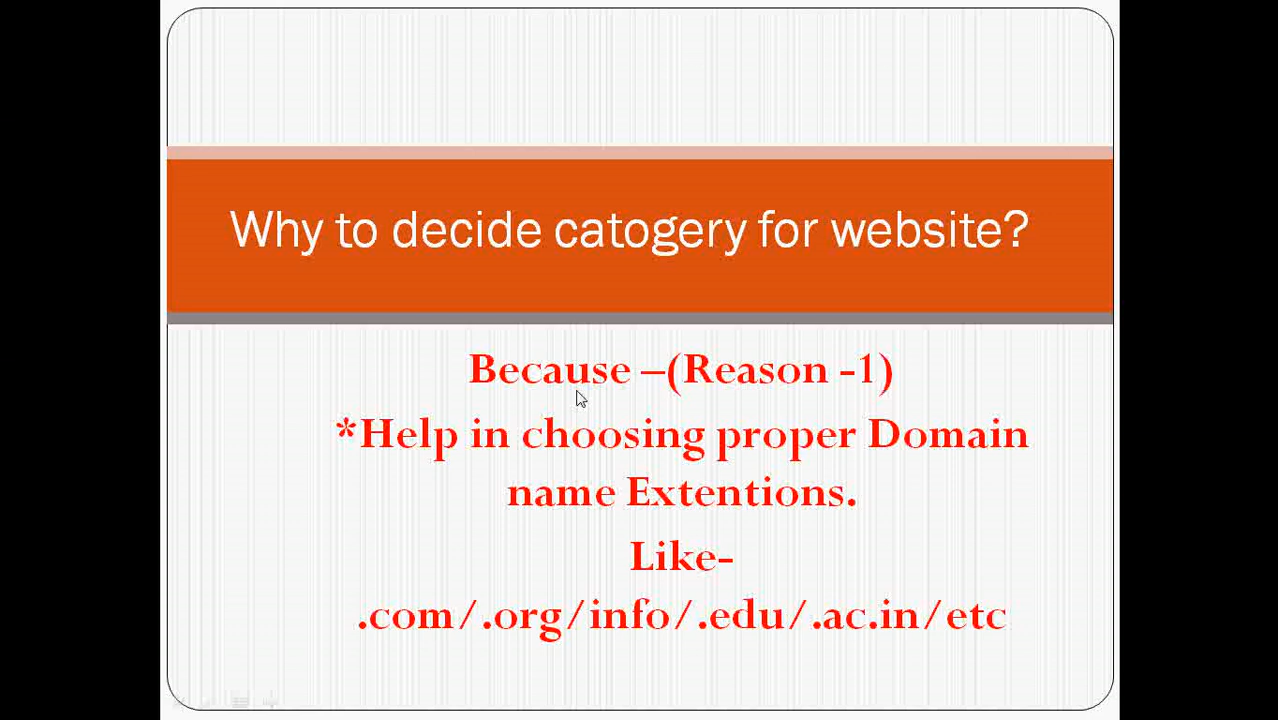 Why to decide catogery for website?
Because –(Reason -1)
*Help in choosing proper Domain
name Extentions.
Like-
.com/.org/info/.edu/.ac.in/etc